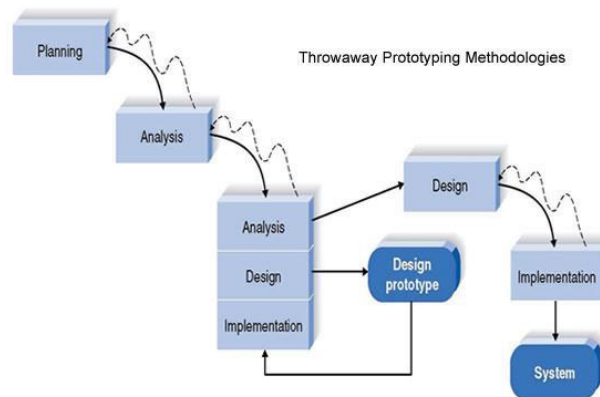 Planning
Throwaway Prototyping Methodologies
Analysis
Design
Analysis
Design
Implementation
Design
prototype
Implementation
System